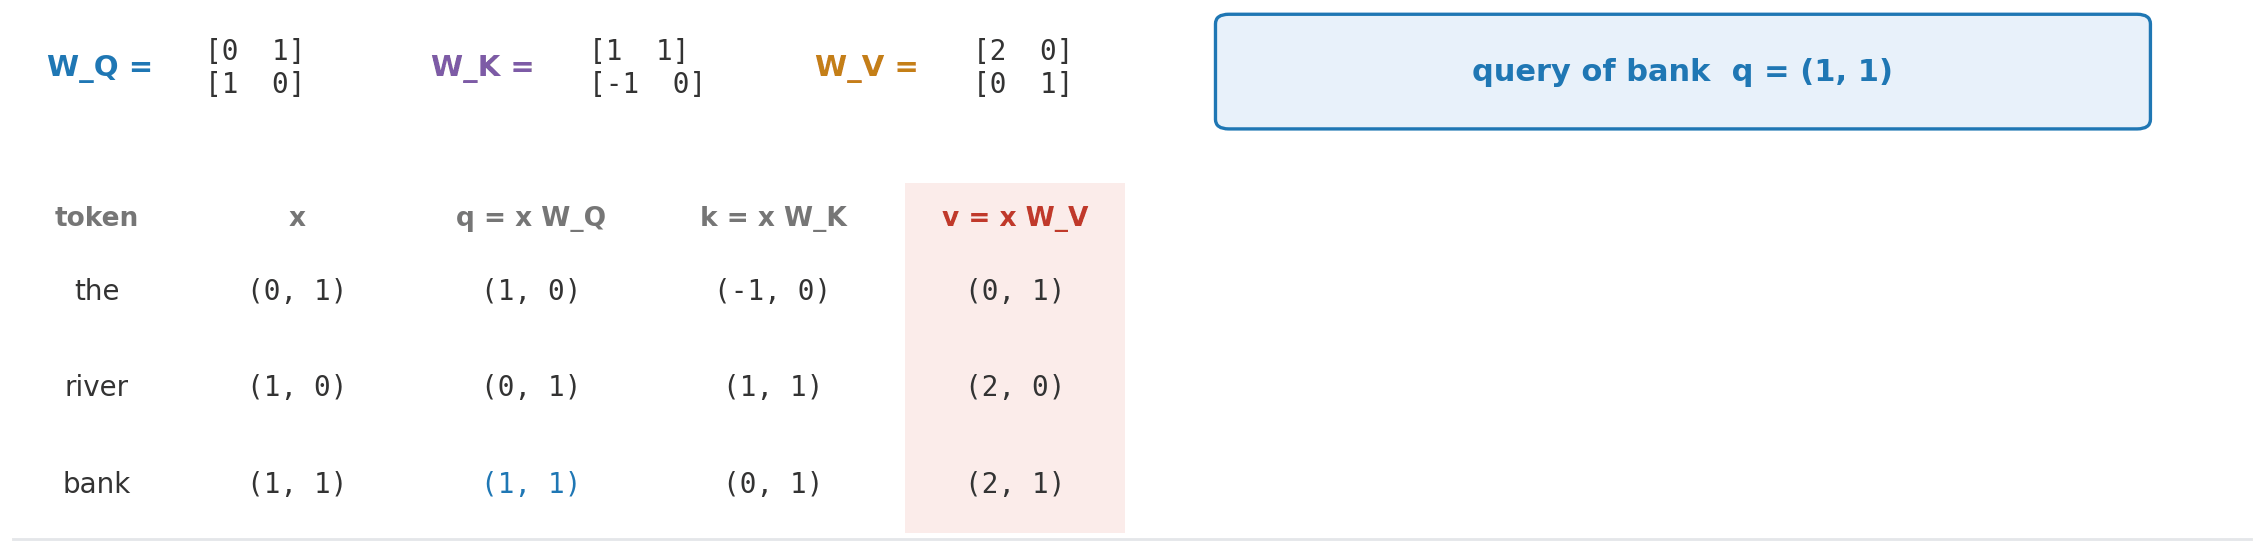 W_Q = [0  1]
[1  0]
W_K = [1  1]
[-1  0]
W_V = [2  0]
[0  1]
query of bank  q = (1, 1)
token x q = x W_Q k = x W_K v = x W_V
the (0, 1) (1, 0) (-1, 0) (0, 1)
river (1, 0) (0, 1) (1, 1) (2, 0)
bank (1, 1) (1, 1) (0, 1) (2, 1)